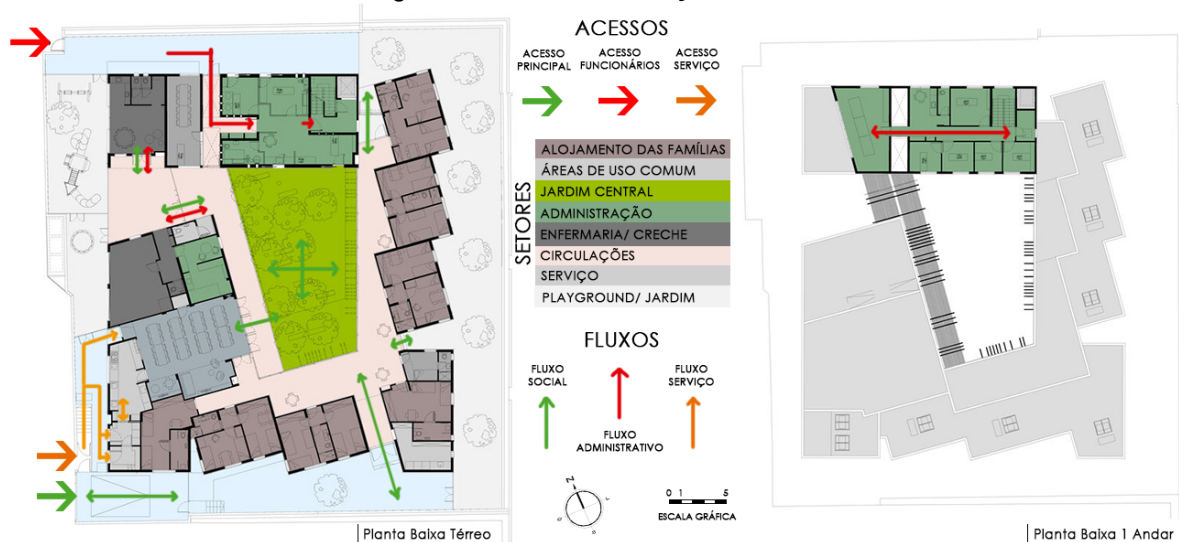 ACESSOS
ACESSO
PRINCIPAL
ACESSO
FUNCIONÁRIOS
ACESSO
SERVIÇO
SETORES
ALOJAMENTO DAS FAMÍLIAS
ÁREAS DE USO COMUM
JARDIM CENTRAL
ADMINISTRAÇÃO
ENFERMARIA/ CRECHE
CIRCULAÇÕES
SERVIÇO
PLAYGROUND/ JARDIM
FLUXOS
FLUXO
SOCIAL
FLUXO
ADMINISTRATIVO
FLUXO
SERVIÇO
N
0 1 5
ESCALA GRÁFICA
Planta Baixa Térreo
Planta Baixa 1 Andar